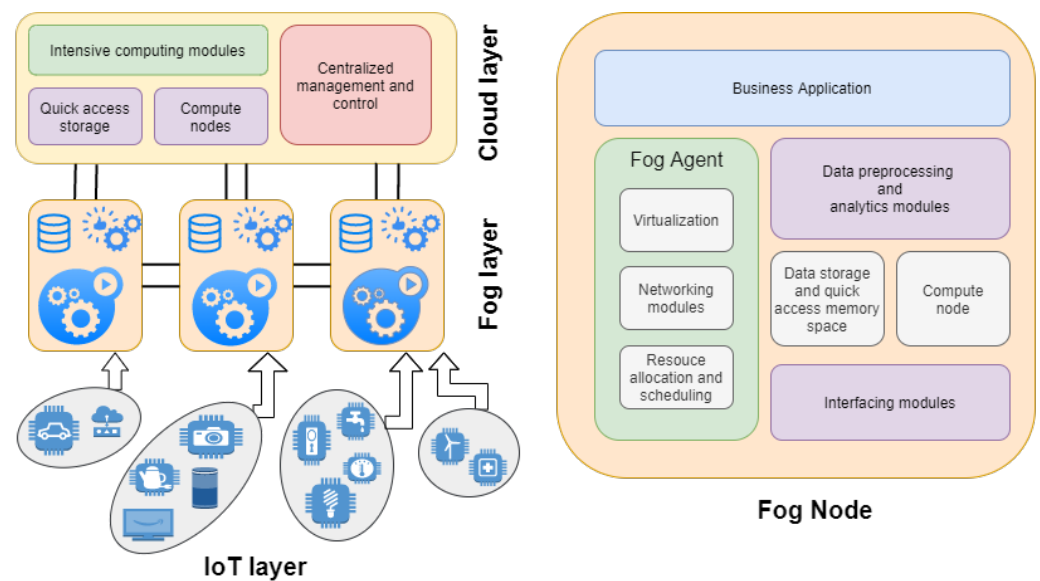 Intensive computing modules
Quick access
storage
Compute
nodes
Centralized
management and
control
Cloud layer
Fog layer
IoT layer
Business Application
Fog Agent
Virtualization
Networking
modules
Resouce
allocation and
scheduling
Data preprocessing
and
analytics modules
Data storage
and quick
access memory
space
Compute
node
Interfacing modules
Fog Node